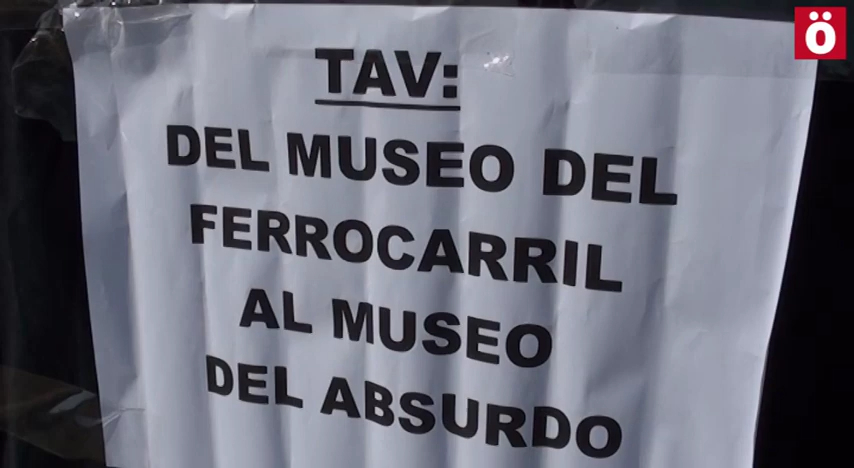 ö
TAV:
DEL MUSEO DEL
FERROCARRIL
AL MUSEO
DEL ABSURDO